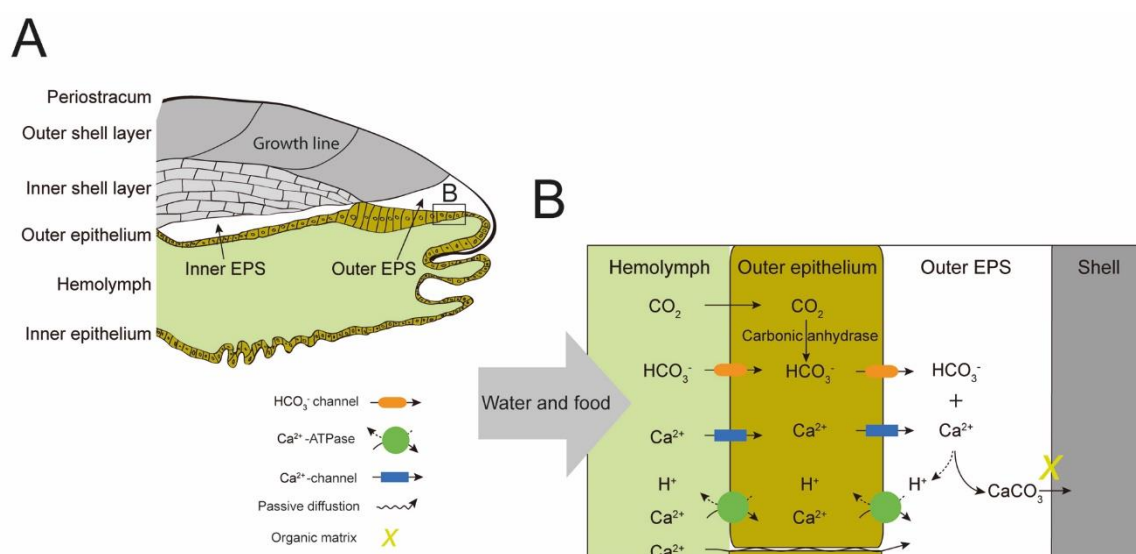 A
Periostracum
Outer shell layer
Growth line
Inner shell layer
B
Outer epithelium
Inner EPS
Outer EPS
Hemolymph
Inner epithelium
HCO₃⁻ channel
Ca²⁺-ATPase
Ca²⁺-channel
Passive diffustion
Organic matrix
X
Water and food
B
Hemolymph
Outer epithelium
Outer EPS
Shell
CO₂
CO₂
Carbonic anhydrase
HCO₃⁻
HCO₃⁻
HCO₃⁻
+
Ca²⁺
Ca²⁺
Ca²⁺
X
H⁺
H⁺
H⁺
CaCO₃
Ca²⁺
Ca²⁺
Ca²⁺